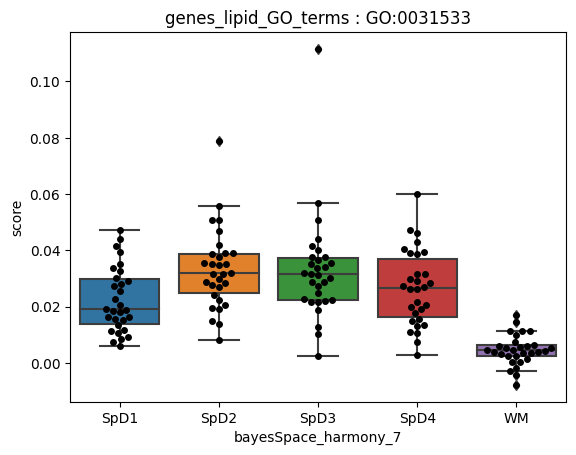 genes_lipid_GO_terms : GO:0031533
0.10
0.08
0.06
0.04
0.02
0.00
score
SpD1 SpD2 SpD3 SpD4 WM
bayesSpace_harmony_7